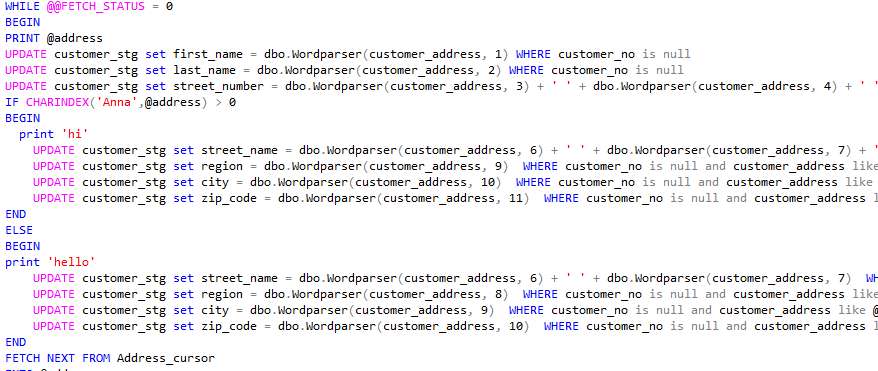 WHILE @@FETCH_STATUS = 0
BEGIN
PRINT @address
UPDATE customer_stg set first_name = dbo.Wordparser(customer_address, 1) WHERE customer_no is null
UPDATE customer_stg set last_name = dbo.Wordparser(customer_address, 2) WHERE customer_no is null
UPDATE customer_stg set street_number = dbo.Wordparser(customer_address, 3) + ' ' + dbo.Wordparser(customer_address, 4) + ' '
IF CHARINDEX('Anna',@address) > 0
BEGIN
print 'hi'
UPDATE customer_stg set street_name = dbo.Wordparser(customer_address, 6) + ' ' + dbo.Wordparser(customer_address, 7) + '
UPDATE customer_stg set region = dbo.Wordparser(customer_address, 9) WHERE customer_no is null and customer_address like
UPDATE customer_stg set city = dbo.Wordparser(customer_address, 10) WHERE customer_no is null and customer_address like
UPDATE customer_stg set zip_code = dbo.Wordparser(customer_address, 11) WHERE customer_no is null and customer_address l
END
ELSE
BEGIN
print 'hello'
UPDATE customer_stg set street_name = dbo.Wordparser(customer_address, 6) + ' ' + dbo.Wordparser(customer_address, 7) WH
UPDATE customer_stg set region = dbo.Wordparser(customer_address, 8) WHERE customer_no is null and customer_address like
UPDATE customer_stg set city = dbo.Wordparser(customer_address, 9) WHERE customer_no is null and customer_address like @
UPDATE customer_stg set zip_code = dbo.Wordparser(customer_address, 10) WHERE customer_no is null and customer_address l
END
FETCH NEXT FROM Address_cursor